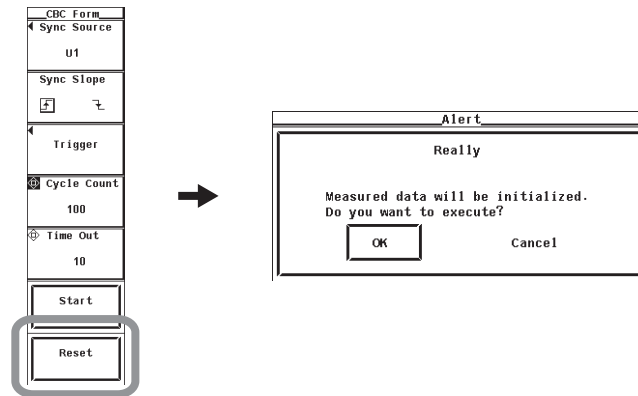 CBC Form
Sync Source
U1
Sync Slope
Trigger
Cycle Count
100
Time Out
10
Start
Reset
Alert
Really
Measured data will be initialized.
Do you want to execute?
OK Cancel